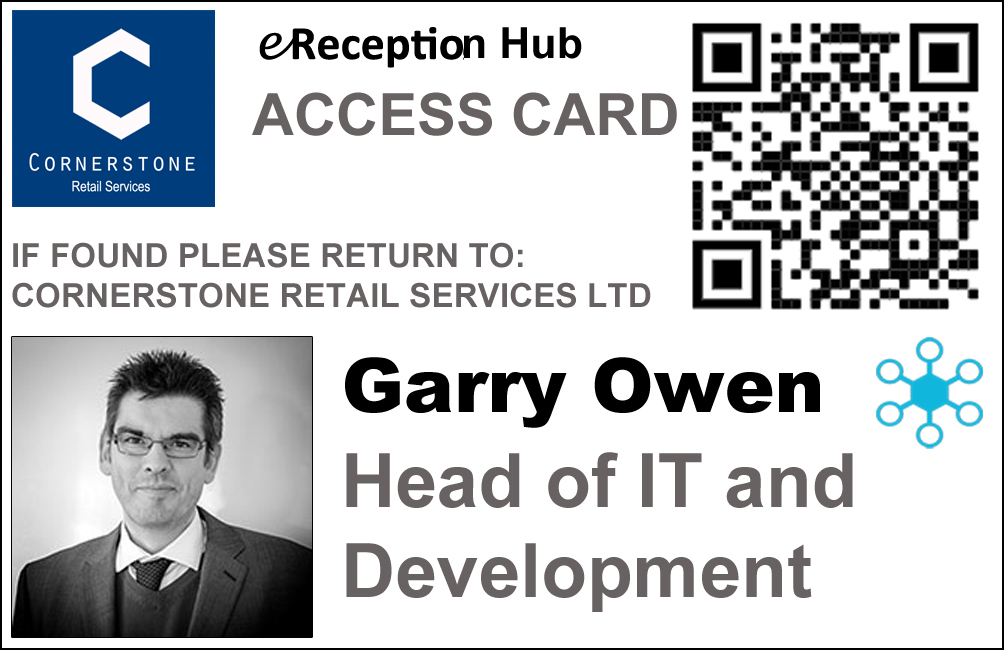 CORNERSTONE
Retail Services
eReception Hub
ACCESS CARD
IF FOUND PLEASE RETURN TO:
CORNERSTONE RETAIL SERVICES LTD
Garry Owen
Head of IT and
Development